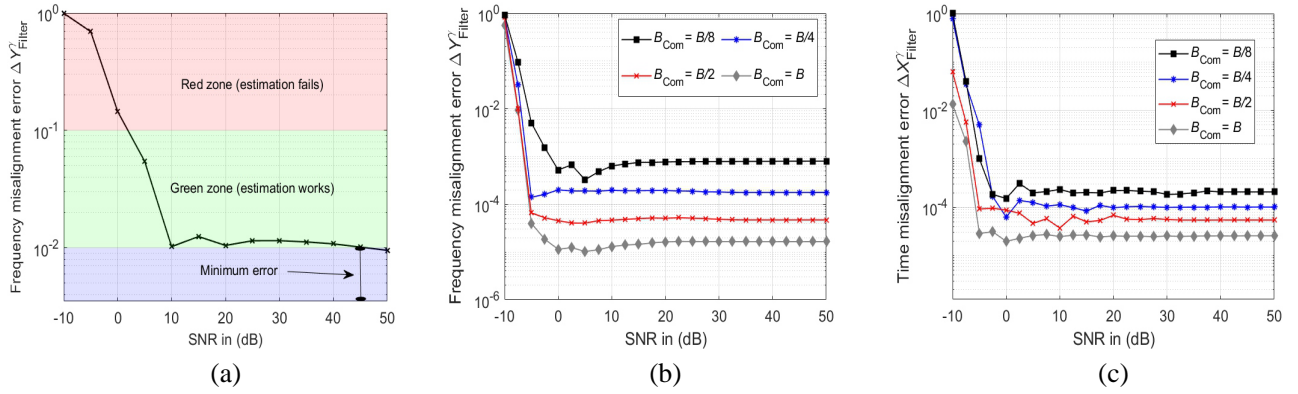 Frequency misalignment error ΔY^γ_Filter
10^0
10^-1
10^-2
Red zone (estimation fails)
Green zone (estimation works)
Minimum error
-10 0 10 20 30 40 50
SNR in (dB)
(a)
Frequency misalignment error ΔY^γ_Filter
10^0
10^-2
10^-4
10^-6
B_Com = B/8 B_Com = B/4
B_Com = B/2 B_Com = B
-10 0 10 20 30 40 50
SNR in (dB)
(b)
Time misalignment error ΔX^γ_Filter
10^0
10^-2
10^-4
B_Com = B/8
B_Com = B/4
B_Com = B/2
B_Com = B
-10 0 10 20 30 40 50
SNR in (dB)
(c)